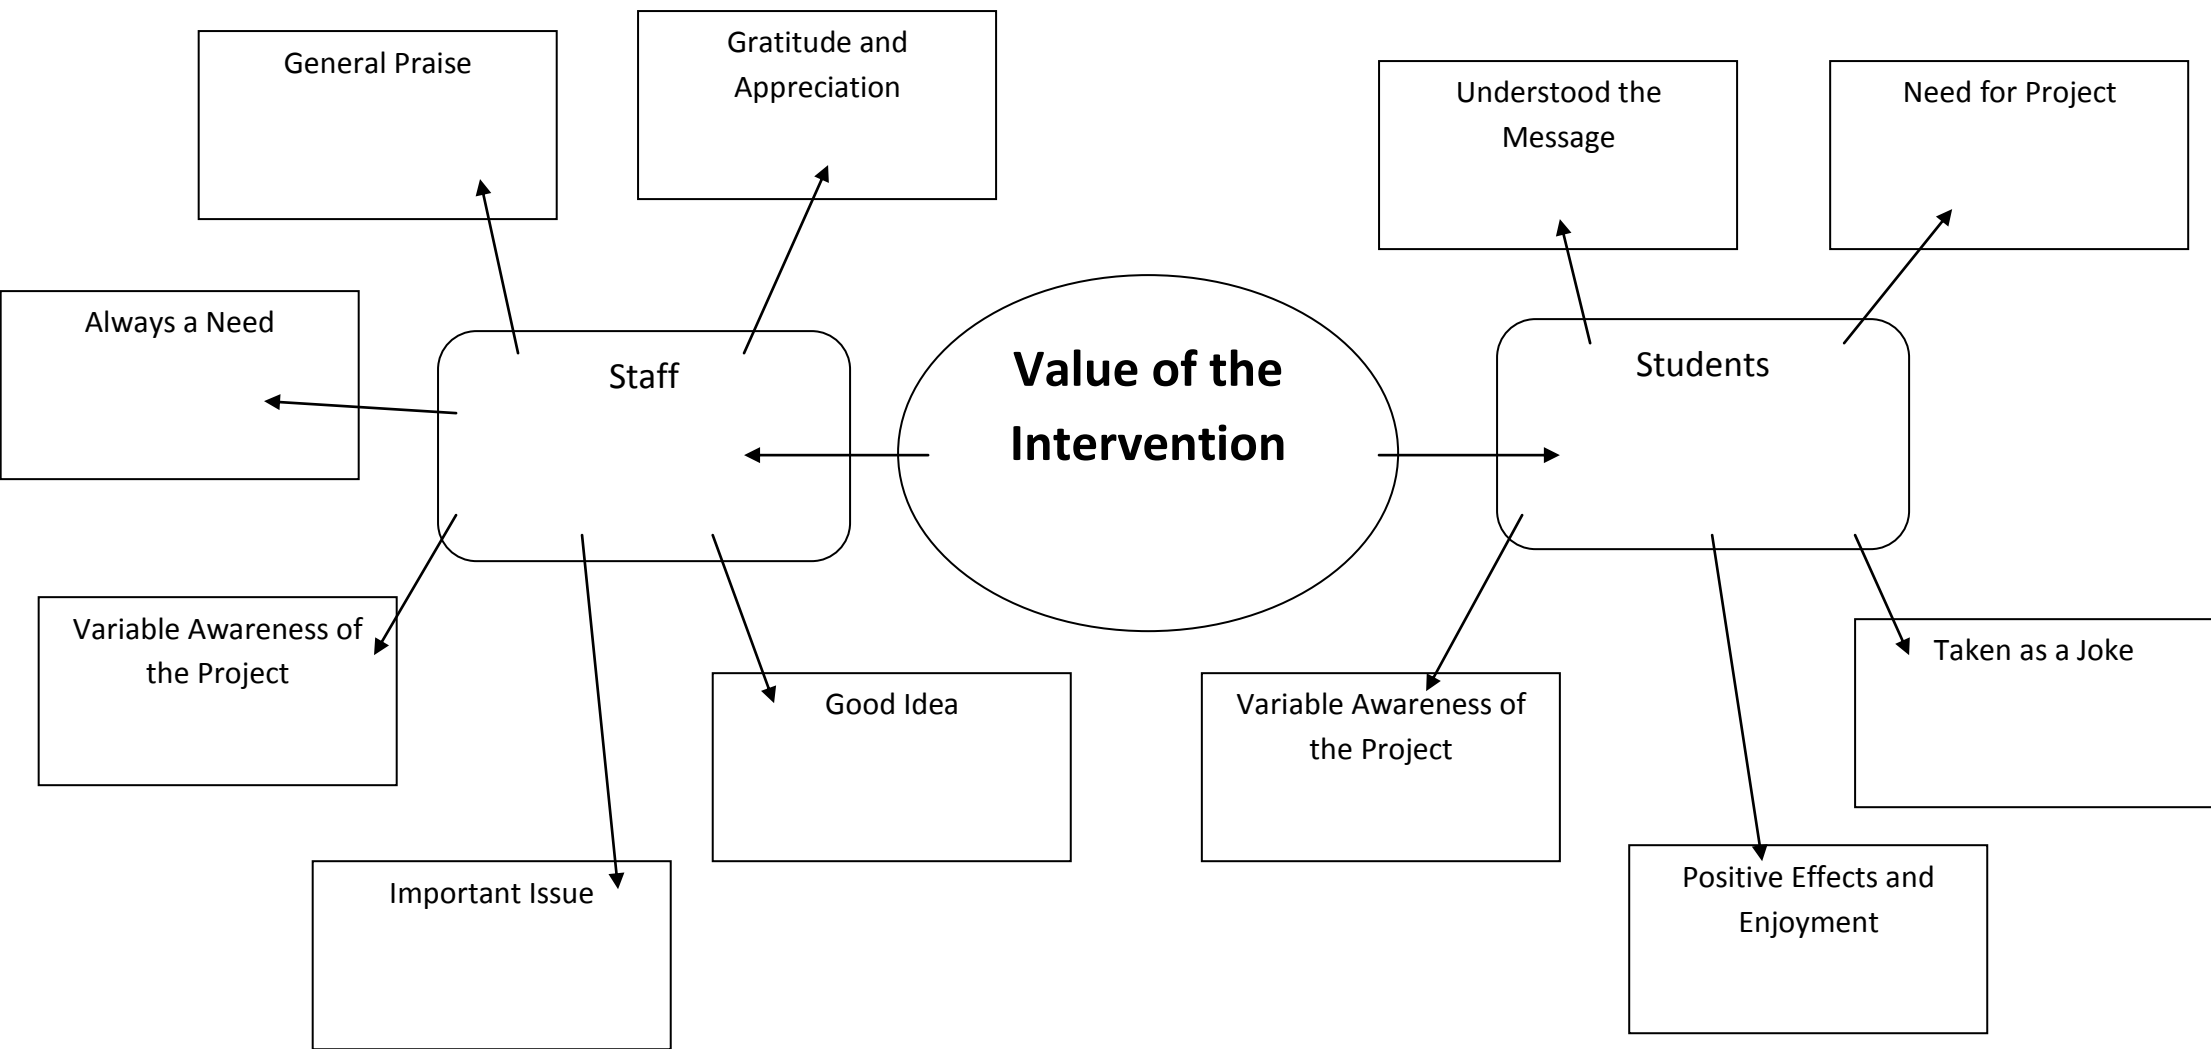 General Praise
Gratitude and
Appreciation
Understood the
Message
Need for Project
Always a Need
Staff
Value of the
Intervention
Students
Variable Awareness of
the Project
Good Idea
Variable Awareness of
the Project
Taken as a Joke
Important Issue
Positive Effects and
Enjoyment